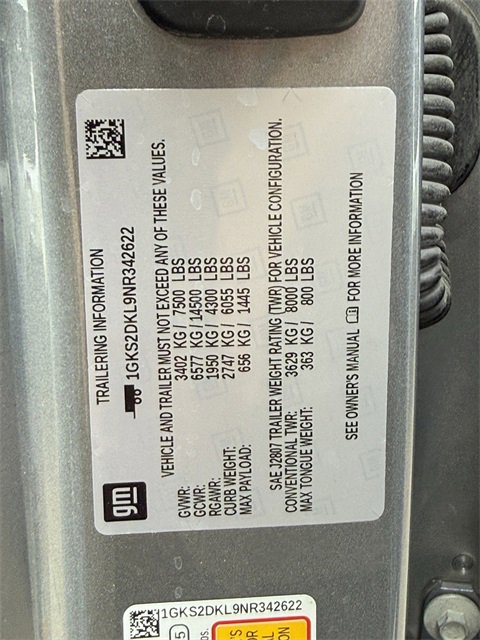 TRAILERING INFORMATION
1GKS2DKL9NR342622
gm
VEHICLE AND TRAILER MUST NOT EXCEED ANY OF THESE VALUES.
GVWR: 3402 KG / 7500 LBS
GCWR: 6577 KG / 14500 LBS
RGAWR: 1950 KG / 4300 LBS
CURB WEIGHT: 2747 KG / 6055 LBS
MAX PAYLOAD: 656 KG / 1445 LBS
SAE J2807 TRAILER WEIGHT RATING (TWR) FOR VEHICLE CONFIGURATION.
CONVENTIONAL TWR: 3629 KG / 8000 LBS
MAX TONGUE WEIGHT: 363 KG / 800 LBS
SEE OWNER'S MANUAL FOR MORE INFORMATION
1GKS2DKL9NR342622